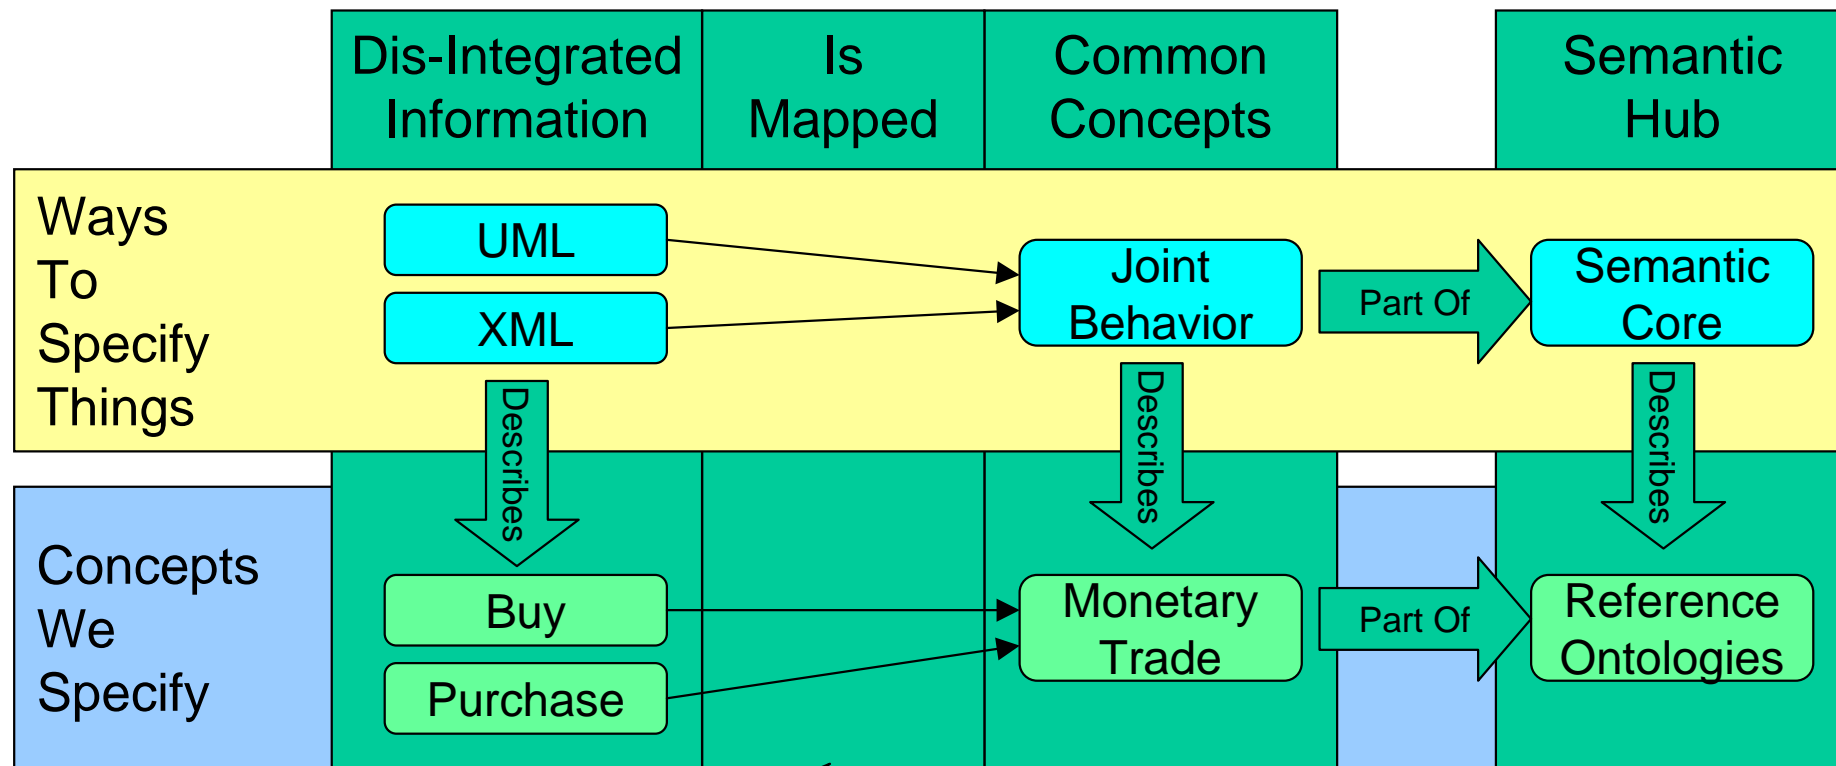 Dis-Integrated
Information
Is
Mapped
Common
Concepts
Semantic
Hub
Ways
To
Specify
Things
UML
XML
Joint
Behavior
Part Of
Semantic
Core
Describes
Describes
Describes
Concepts
We
Specify
Buy
Purchase
Monetary
Trade
Part Of
Reference
Ontologies